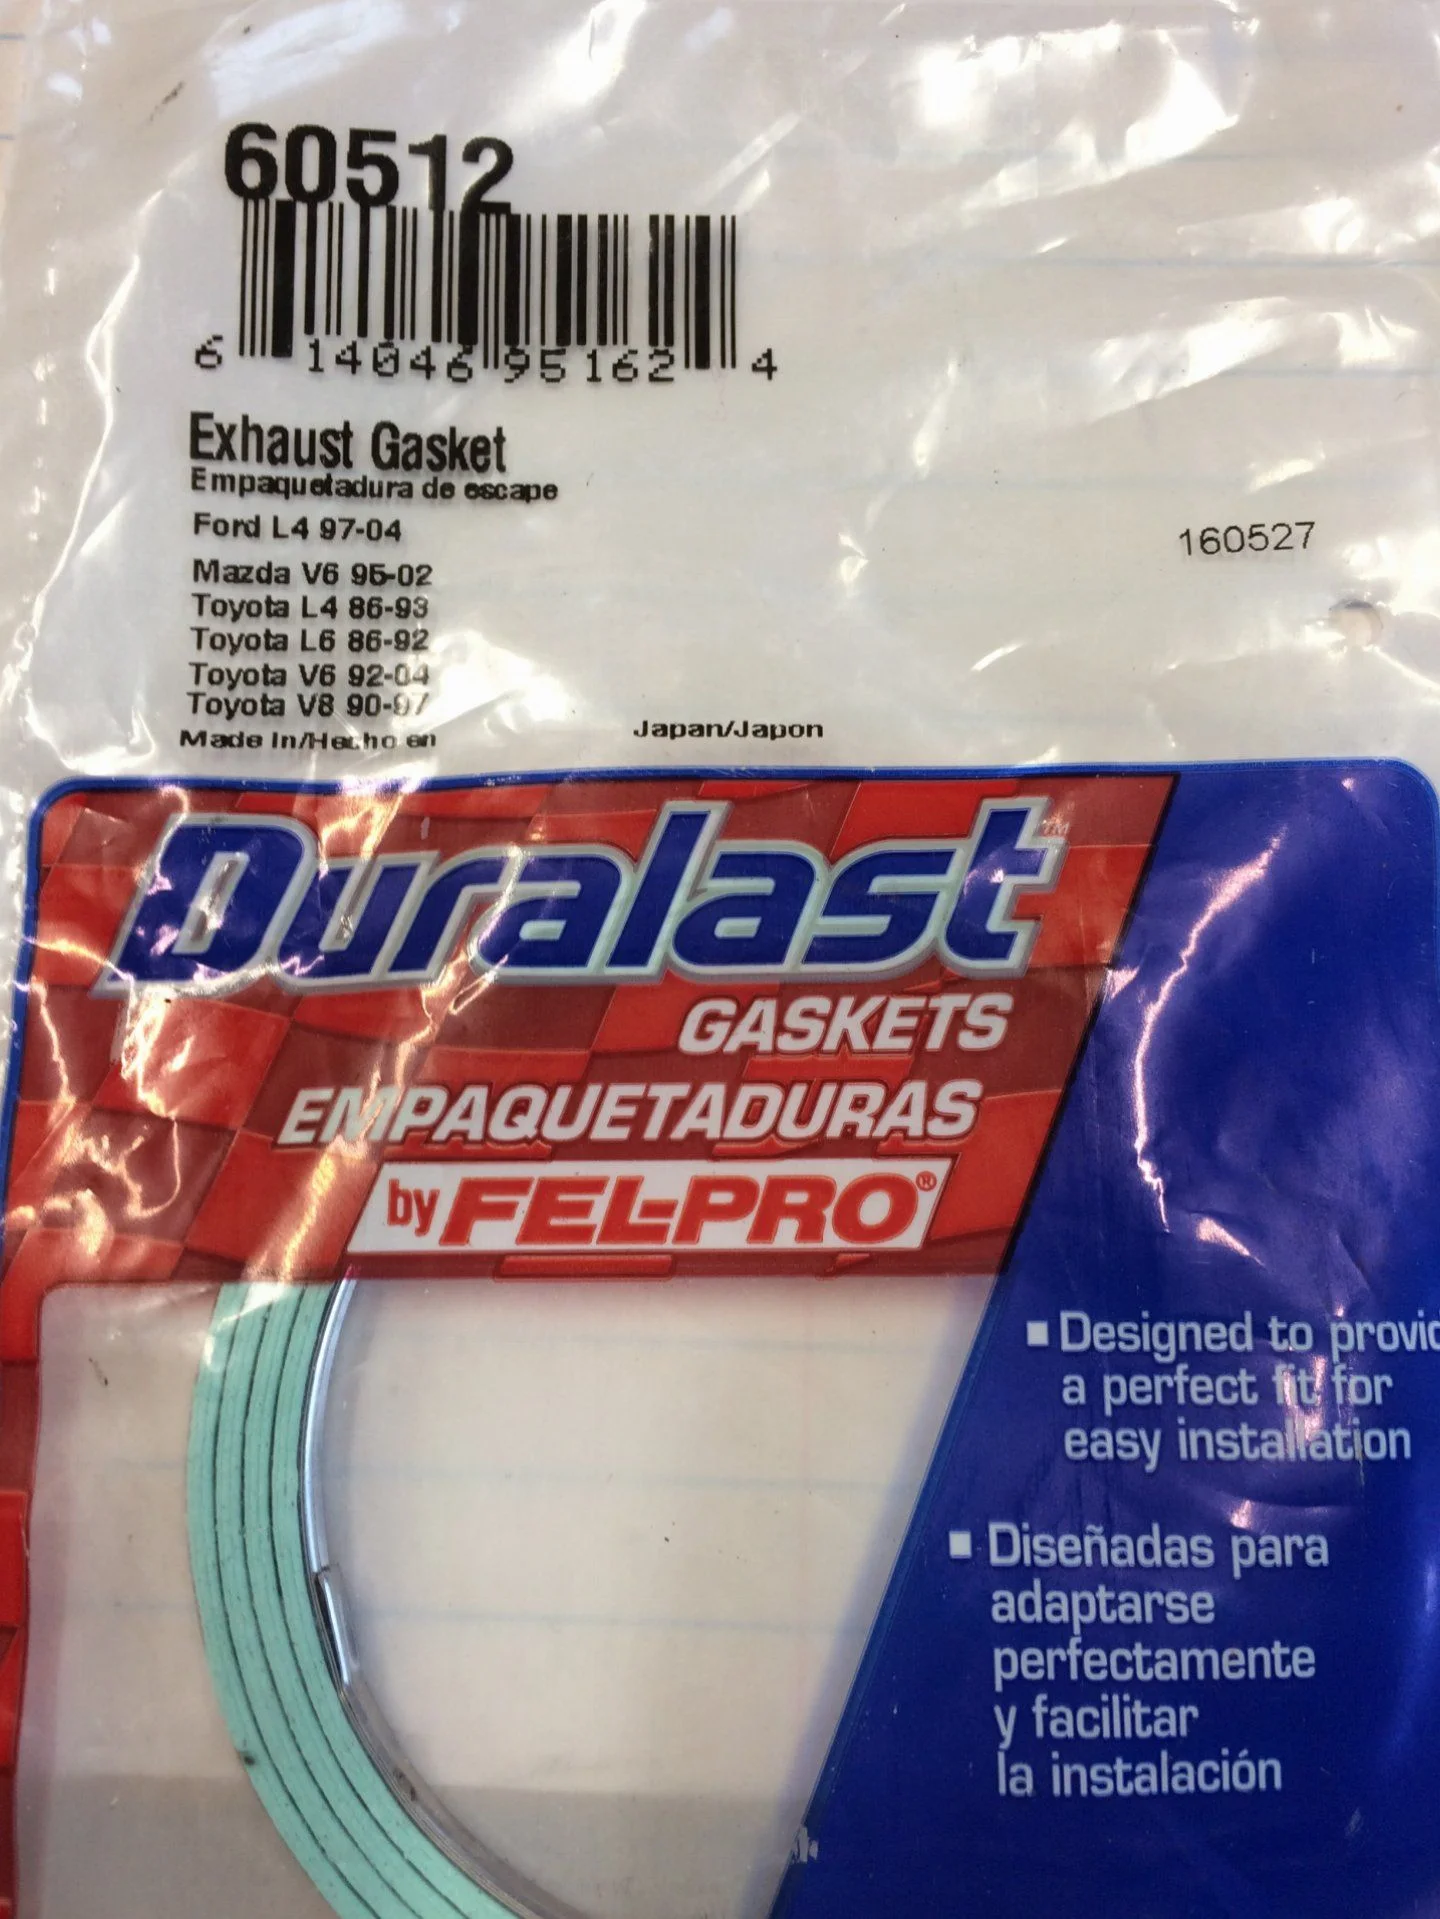 60512
6 14046 95162 4
Exhaust Gasket
Empaquetadura de escape
Ford L4 97-04
160527
Mazda V6 95-02
Toyota L4 86-93
Toyota L6 86-92
Toyota V6 92-04
Toyota V8 90-97
Made In/Hecho en Japan/Japon
Duralast™
GASKETS
EMPAQUETADURAS
by FEL-PRO®
■ Designed to provid
a perfect fit for
easy installation
■ Diseñadas para
adaptarse
perfectamente
y facilitar
la instalación